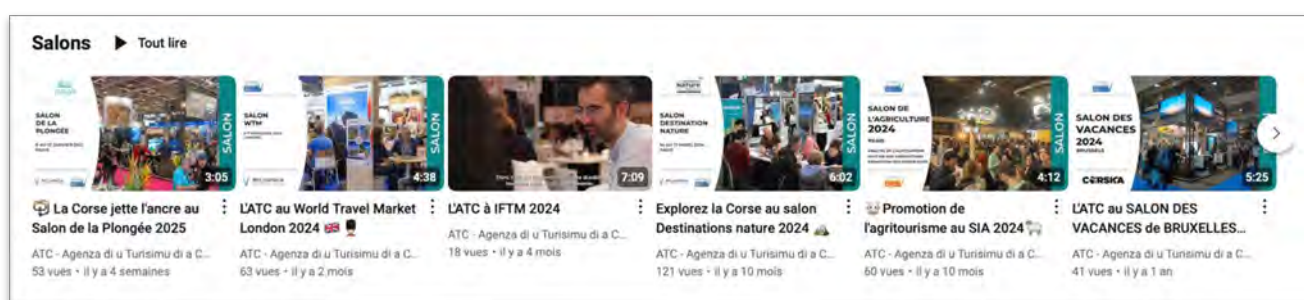 Salons ▶ Tout lire
SALON
DE LA
PLONGÉE
SALON
3:05
SALON
WTM
SALON
4:38
7:09
NATURE
SALON
DESTINATION
NATURE
SALON
6:02
SALON DE
L'AGRICULTURE
2024
SALON
4:12
SALON DES
VACANCES
2024
BRUXELLES
CORSICA
SALON
5:25
🤿 La Corse jette l'ancre au
Salon de la Plongée 2025
ATC - Agenza di u Turisimu di a C...
53 vues • il y a 4 semaines
L'ATC au World Travel Market
London 2024 🇬🇧 💂
ATC - Agenza di u Turisimu di a C...
63 vues • il y a 2 mois
L'ATC à IFTM 2024
ATC - Agenza di u Turisimu di a C...
18 vues • il y a 4 mois
Explorez la Corse au salon
Destinations nature 2024 ⛰️
ATC - Agenza di u Turisimu di a C...
121 vues • il y a 10 mois
🐷 Promotion de
l'agritourisme au SIA 2024 🐐
ATC - Agenza di u Turisimu di a C...
60 vues • il y a 10 mois
L'ATC au SALON DES
VACANCES de BRUXELLES...
ATC - Agenza di u Turisimu di a C...
41 vues • il y a 1 an